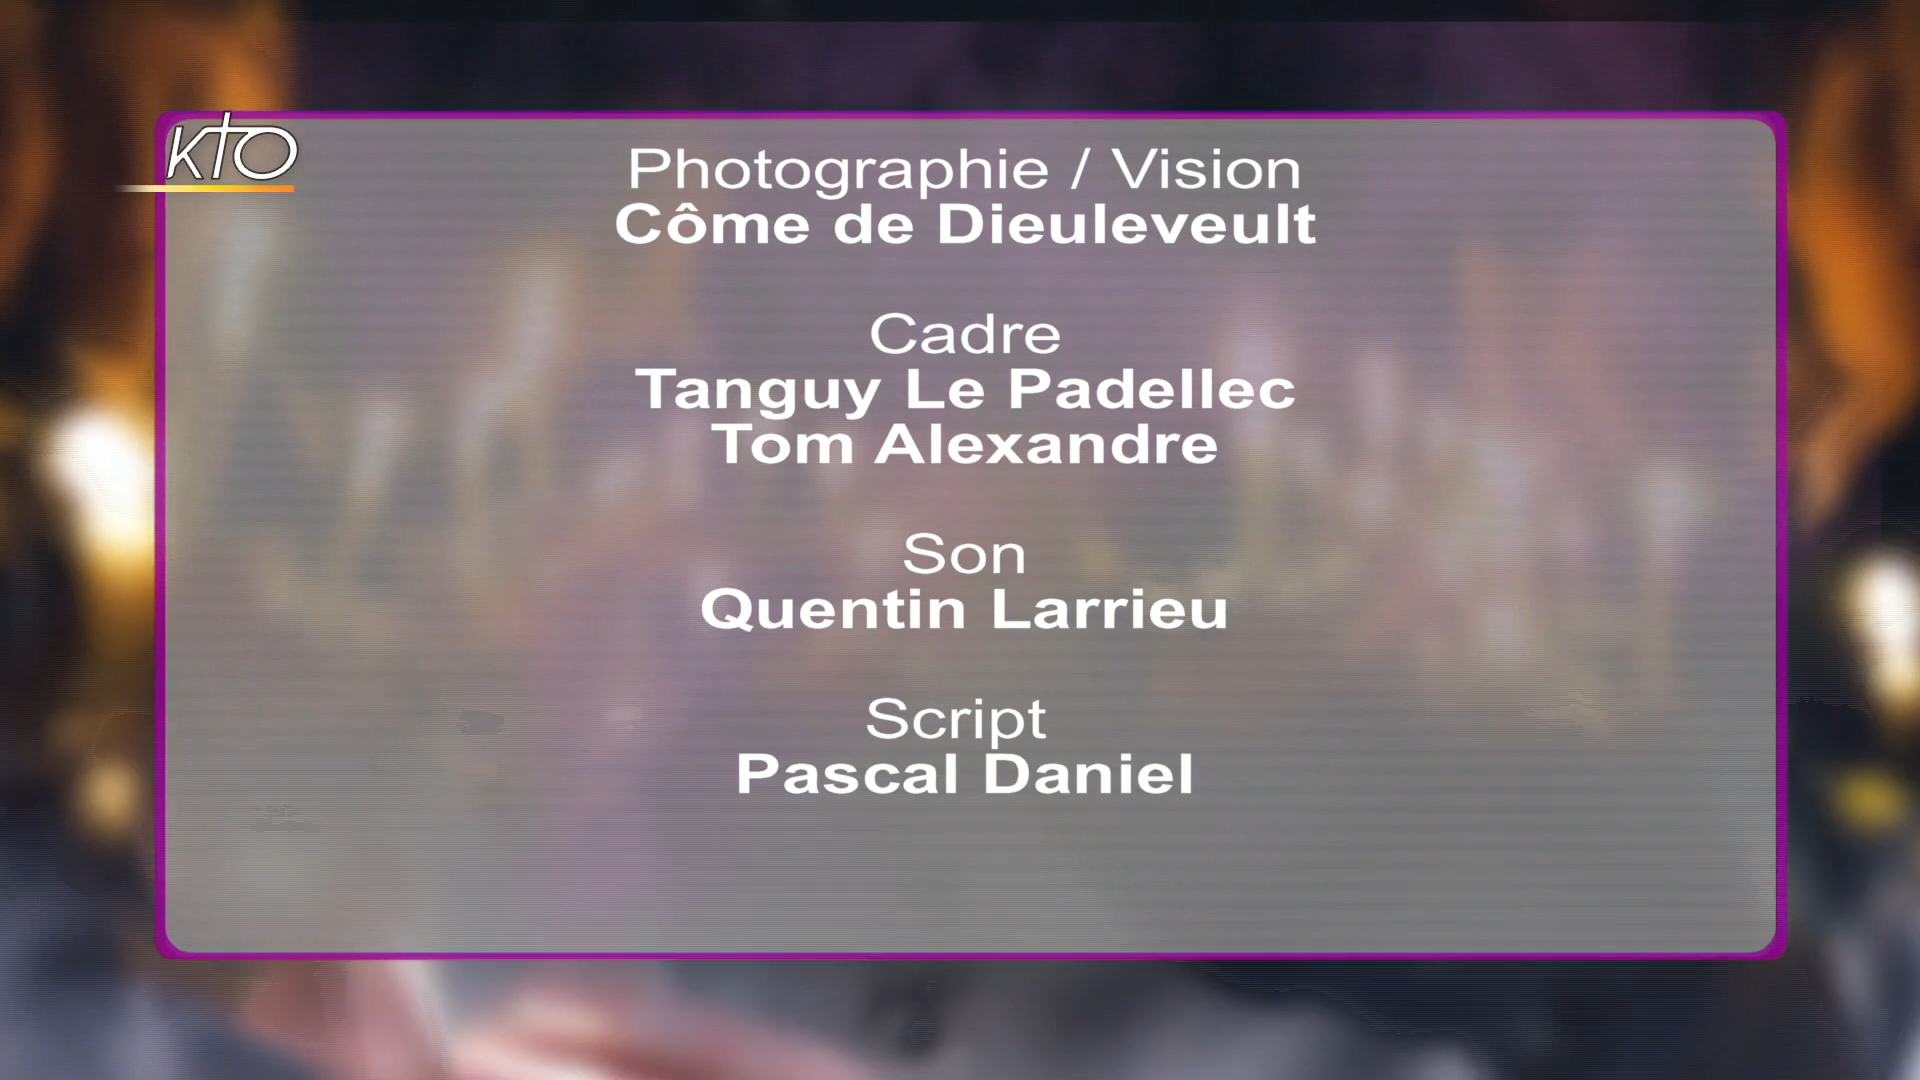 KTO
Photographie / Vision
Côme de Dieuleveult
Cadre
Tanguy Le Padellec
Tom Alexandre
Son
Quentin Larrieu
Script
Pascal Daniel